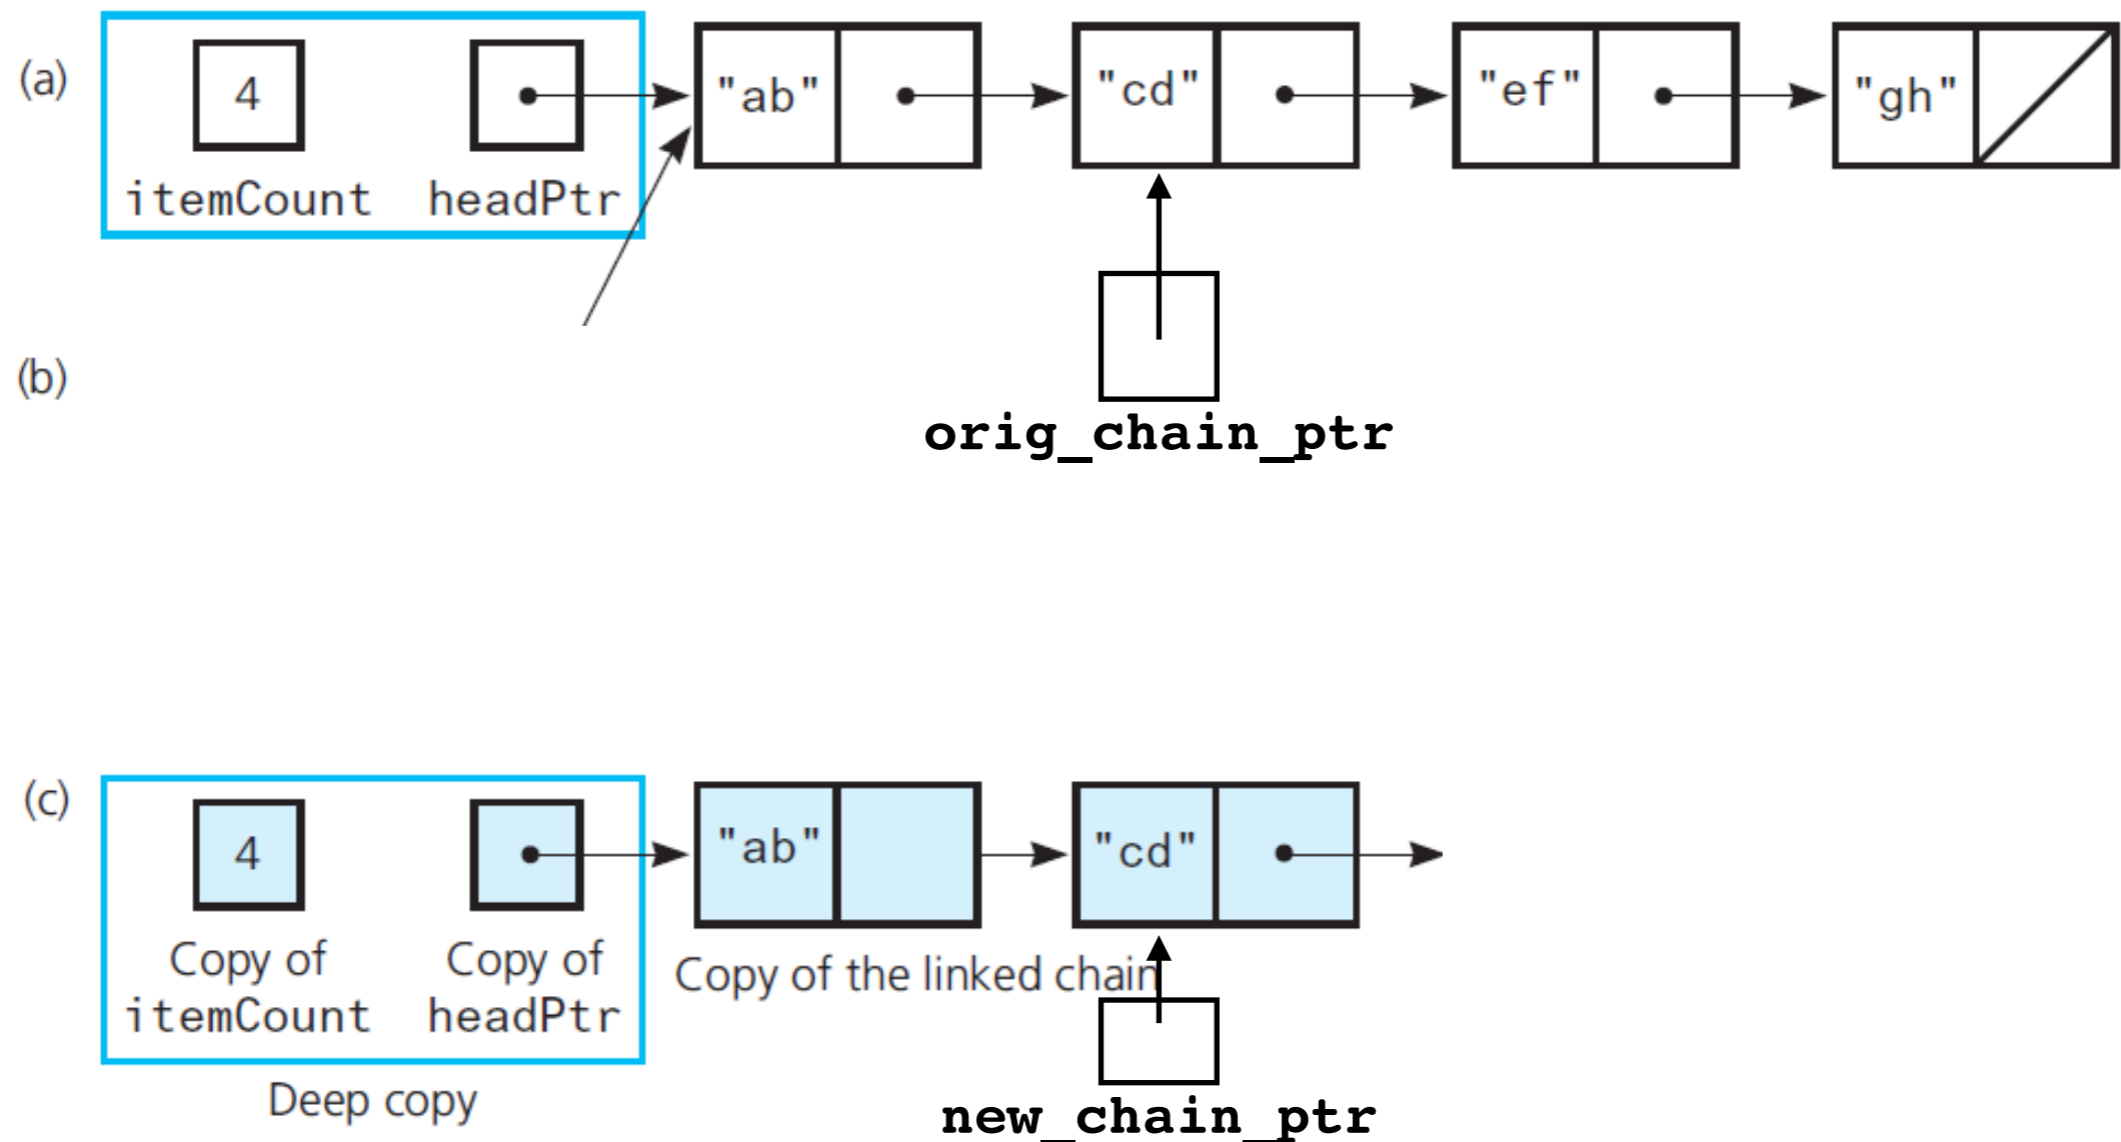 (a)
4
"ab"
"cd"
"ef"
"gh"
itemCount headPtr
(b)
orig_chain_ptr
(c)
4
"ab"
"cd"
Copy of
itemCount
Copy of
headPtr
Copy of the linked chain
Deep copy
new_chain_ptr